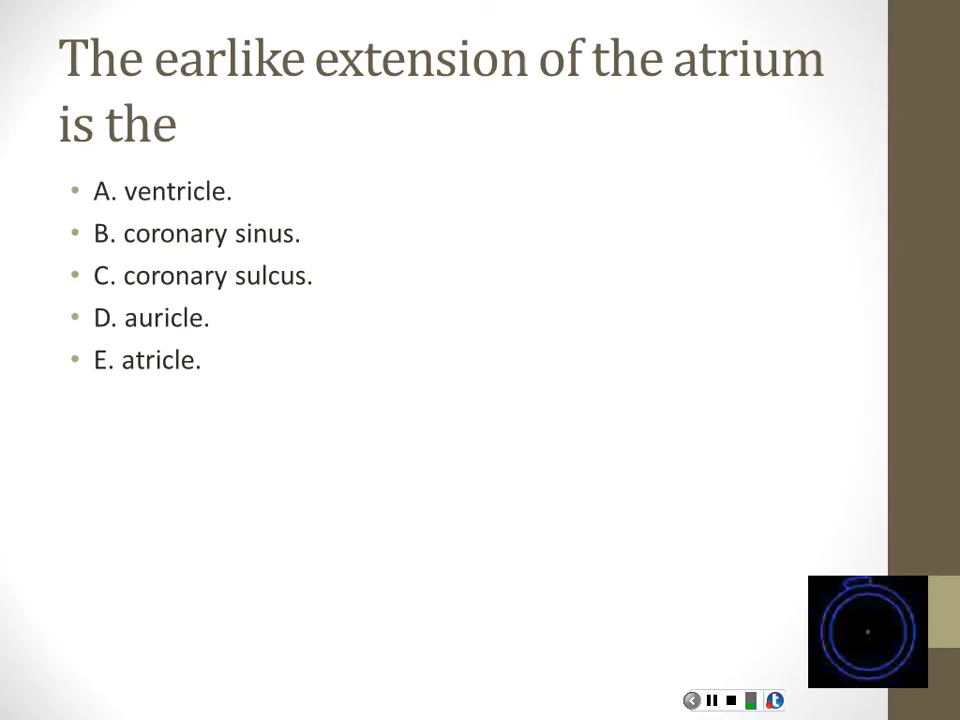 The earlike extension of the atrium
is the
• A. ventricle.
• B. coronary sinus.
• C. coronary sulcus.
• D. auricle.
• E. atricle.